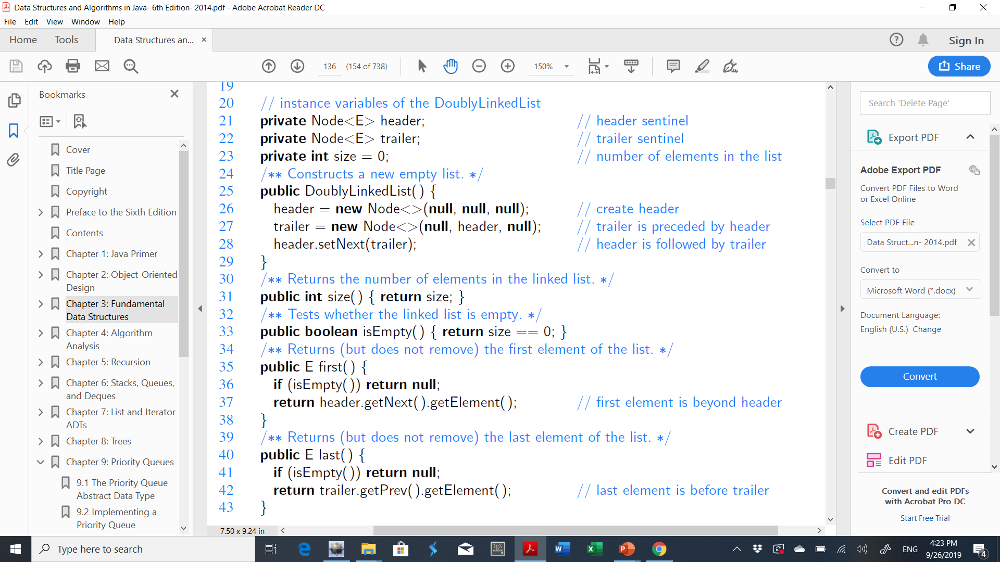 Data Structures and Algorithms in Java- 6th Edition- 2014.pdf - Adobe Acrobat Reader DC
File Edit View Window Help
Home Tools Data Structures an... × Sign In
136 (154 of 738) 150% Share
Bookmarks
Cover
Title Page
Copyright
Preface to the Sixth Edition
Contents
Chapter 1: Java Primer
Chapter 2: Object-Oriented
Design
Chapter 3: Fundamental
Data Structures
Chapter 4: Algorithm
Analysis
Chapter 5: Recursion
Chapter 6: Stacks, Queues,
and Deques
Chapter 7: List and Iterator
ADTs
Chapter 8: Trees
Chapter 9: Priority Queues
9.1 The Priority Queue
Abstract Data Type
9.2 Implementing a
Priority Queue
19
20 // instance variables of the DoublyLinkedList
21 private Node<E> header; // header sentinel
22 private Node<E> trailer; // trailer sentinel
23 private int size = 0; // number of elements in the list
24 /** Constructs a new empty list. */
25 public DoublyLinkedList() {
26 header = new Node<>(null, null, null); // create header
27 trailer = new Node<>(null, header, null); // trailer is preceded by header
28 header.setNext(trailer); // header is followed by trailer
29 }
30 /** Returns the number of elements in the linked list. */
31 public int size() { return size; }
32 /** Tests whether the linked list is empty. */
33 public boolean isEmpty() { return size == 0; }
34 /** Returns (but does not remove) the first element of the list. */
35 public E first() {
36 if (isEmpty()) return null;
37 return header.getNext().getElement(); // first element is beyond header
38 }
39 /** Returns (but does not remove) the last element of the list. */
40 public E last() {
41 if (isEmpty()) return null;
42 return trailer.getPrev().getElement(); // last element is before trailer
43 }
7.50 x 9.24 in
Search 'Delete Page'
Export PDF
Adobe Export PDF
Convert PDF Files to Word
or Excel Online
Select PDF File
Data Struct...n- 2014.pdf
Convert to
Microsoft Word (*.docx)
Document Language:
English (U.S.) Change
Convert
Create PDF
Edit PDF
Convert and edit PDFs
with Acrobat Pro DC
Start Free Trial
Type here to search
ENG
4:23 PM
9/26/2019
4